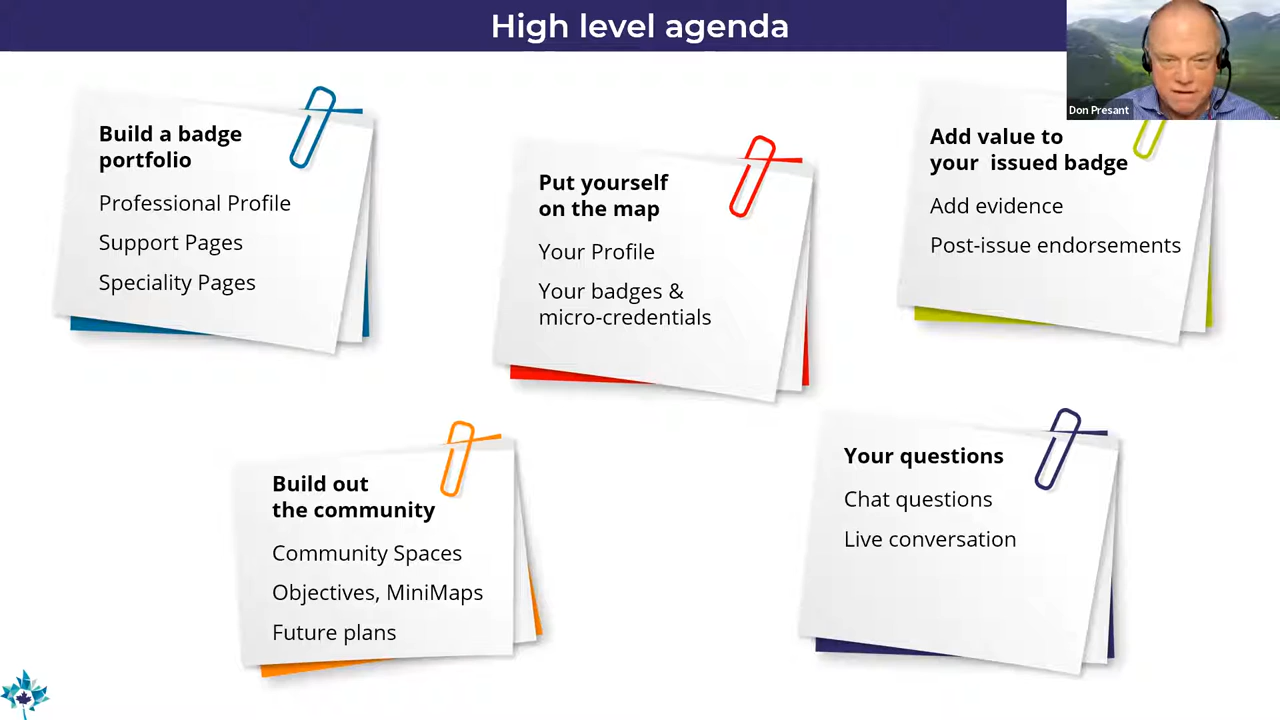 High level agenda
Don Presant
Build a badge
portfolio
Professional Profile
Support Pages
Speciality Pages
Put yourself
on the map
Your Profile
Your badges &
micro-credentials
Add value to
your  issued badge
Add evidence
Post-issue endorsements
Build out
the community
Community Spaces
Objectives, MiniMaps
Future plans
Your questions
Chat questions
Live conversation